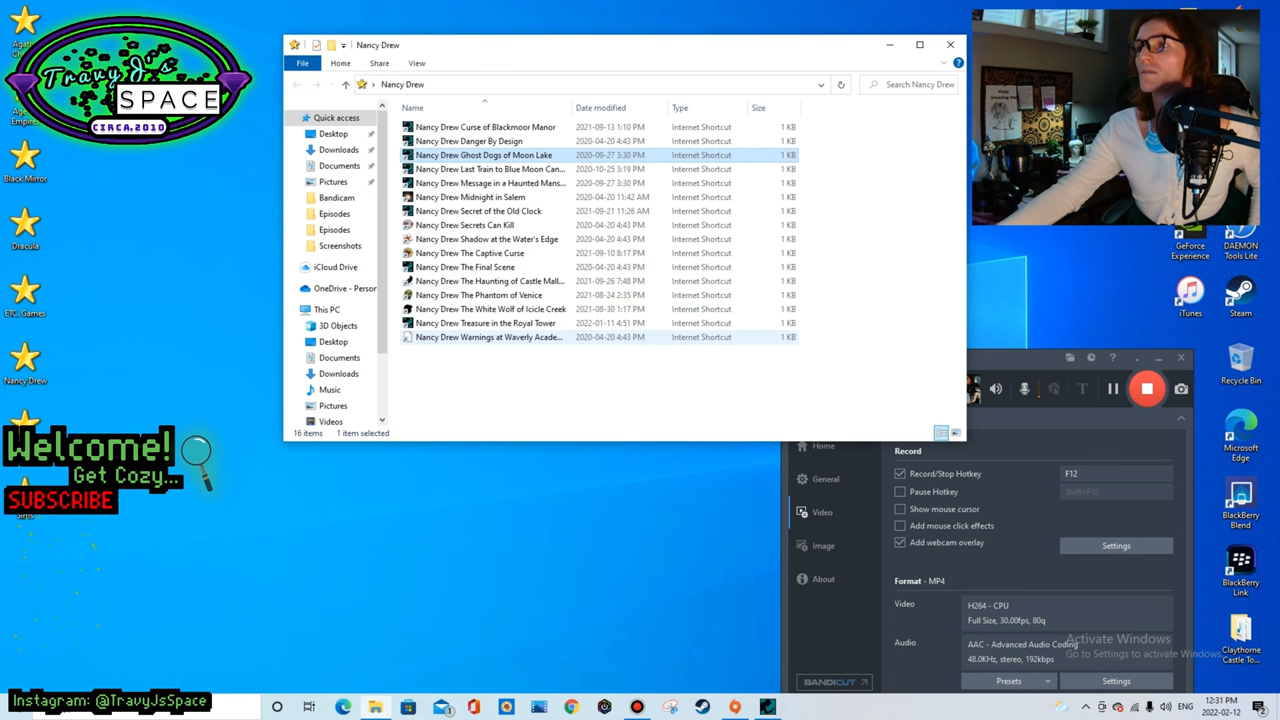 Travy Jr's
SPACE
CIRCA.2010
Black Mirror
Dracula
ETC. Games
Nancy Drew
Welcome!
Get Cozy...
SUBSCRIBE
Instagram: @TravyJsSpace
Nancy Drew
File Home Share View
Nancy Drew
Search Nancy Drew
Name Date modified Type Size
Quick access
Desktop
Downloads
Documents
Pictures
Bandicam
Episodes
Episodes
Screenshots
iCloud Drive
OneDrive - Person
This PC
3D Objects
Desktop
Documents
Downloads
Music
Pictures
Videos
Nancy Drew Curse of Blackmoor Manor 2021-09-13 1:10 PM Internet Shortcut 1 KB
Nancy Drew Danger By Design 2020-04-20 4:43 PM Internet Shortcut 1 KB
Nancy Drew Ghost Dogs of Moon Lake 2020-09-27 3:30 PM Internet Shortcut 1 KB
Nancy Drew Last Train to Blue Moon Can... 2020-10-25 3:19 PM Internet Shortcut 1 KB
Nancy Drew Message in a Haunted Mans... 2020-09-27 3:30 PM Internet Shortcut 1 KB
Nancy Drew Midnight in Salem 2020-04-20 11:42 AM Internet Shortcut 1 KB
Nancy Drew Secret of the Old Clock 2021-09-21 11:26 AM Internet Shortcut 1 KB
Nancy Drew Secrets Can Kill 2020-04-20 4:43 PM Internet Shortcut 1 KB
Nancy Drew Shadow at the Water's Edge 2020-04-20 4:43 PM Internet Shortcut 1 KB
Nancy Drew The Captive Curse 2021-09-10 8:17 PM Internet Shortcut 1 KB
Nancy Drew The Final Scene 2020-04-20 4:43 PM Internet Shortcut 1 KB
Nancy Drew The Haunting of Castle Mall... 2021-09-26 7:48 PM Internet Shortcut 1 KB
Nancy Drew The Phantom of Venice 2021-08-24 2:35 PM Internet Shortcut 1 KB
Nancy Drew The White Wolf of Icicle Creek 2021-08-30 1:17 PM Internet Shortcut 1 KB
Nancy Drew Treasure in the Royal Tower 2022-01-11 4:51 PM Internet Shortcut 1 KB
Nancy Drew Warnings at Waverly Acade... 2020-04-20 4:43 PM Internet Shortcut 1 KB
16 items 1 item selected
GeForce Experience
DAEMON Tools Lite
iTunes
Steam
Recycle Bin
Microsoft Edge
BlackBerry Blend
BlackBerry Link
Claythorne Castle To...
Home
General
Video
Image
About
BANDICUT
Record
Record/Stop Hotkey F12
Pause Hotkey Shift+F12
Show mouse cursor
Add mouse click effects
Add webcam overlay Settings
Format - MP4
Video H264 - CPU
Full Size, 30.00fps, 80q
Audio AAC - Advanced Audio Coding
48.0KHz, stereo, 192kbps
Presets Settings
Activate Windows
Go to Settings to activate Windows.
ENG
12:31 PM
2022-02-12